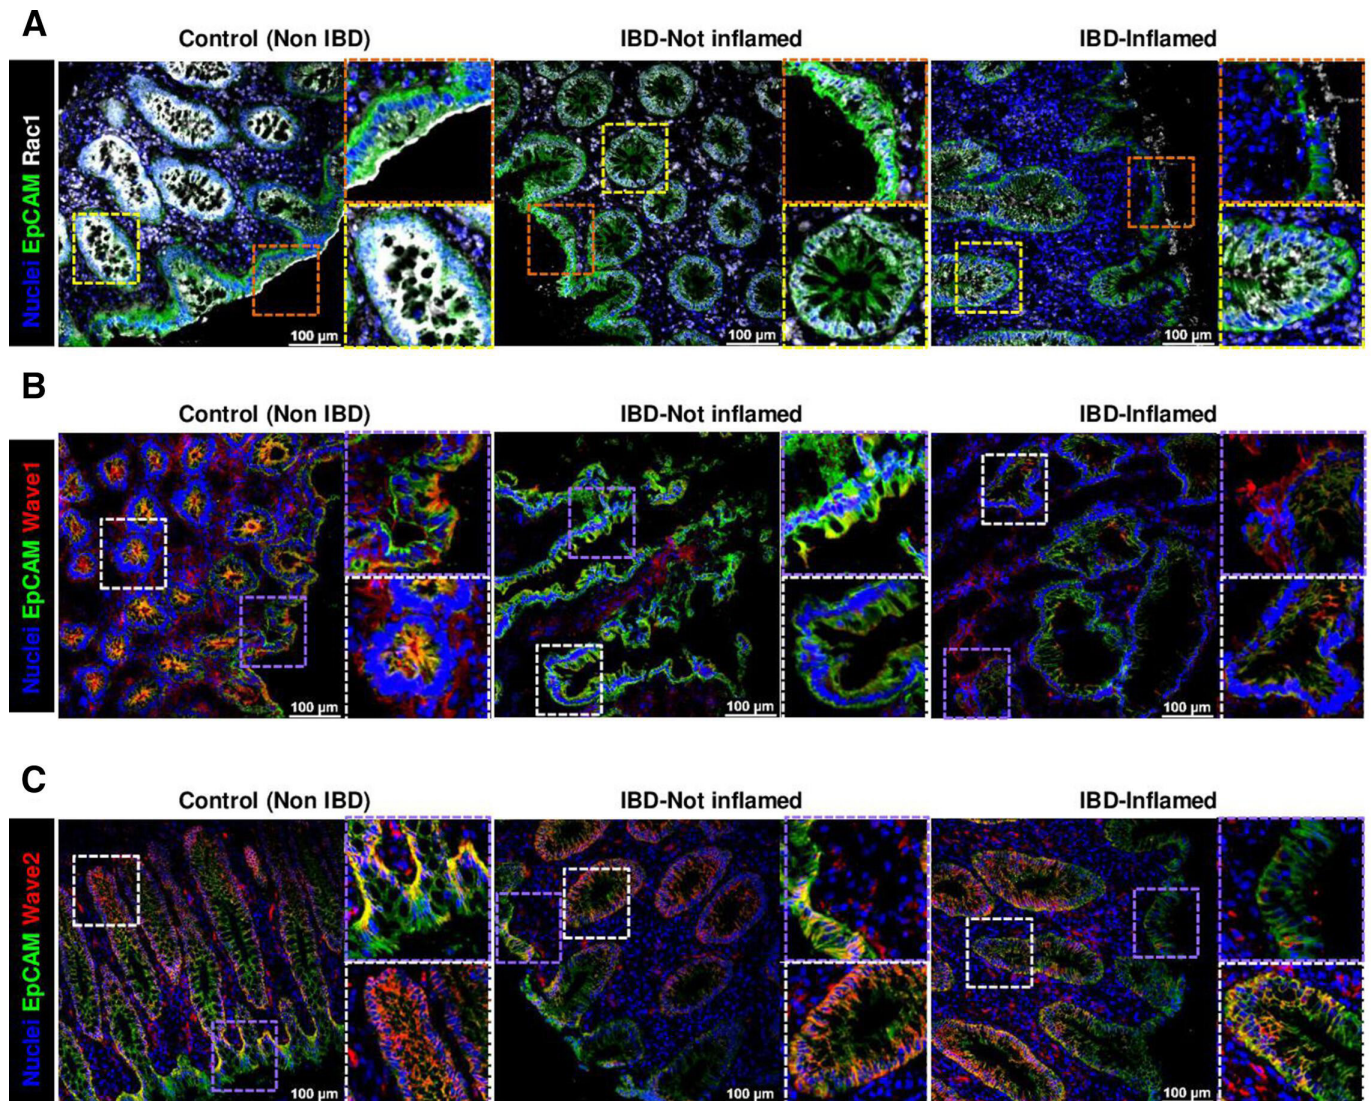 A
Control (Non IBD)
IBD-Not inflamed
IBD-Inflamed
Nuclei EpCAM Rac1
100 µm
100 µm
100 µm
B
Control (Non IBD)
IBD-Not inflamed
IBD-Inflamed
Nuclei EpCAM Wave1
100 µm
100 µm
100 µm
C
Control (Non IBD)
IBD-Not inflamed
IBD-Inflamed
Nuclei EpCAM Wave2
100 µm
100 µm
100 µm